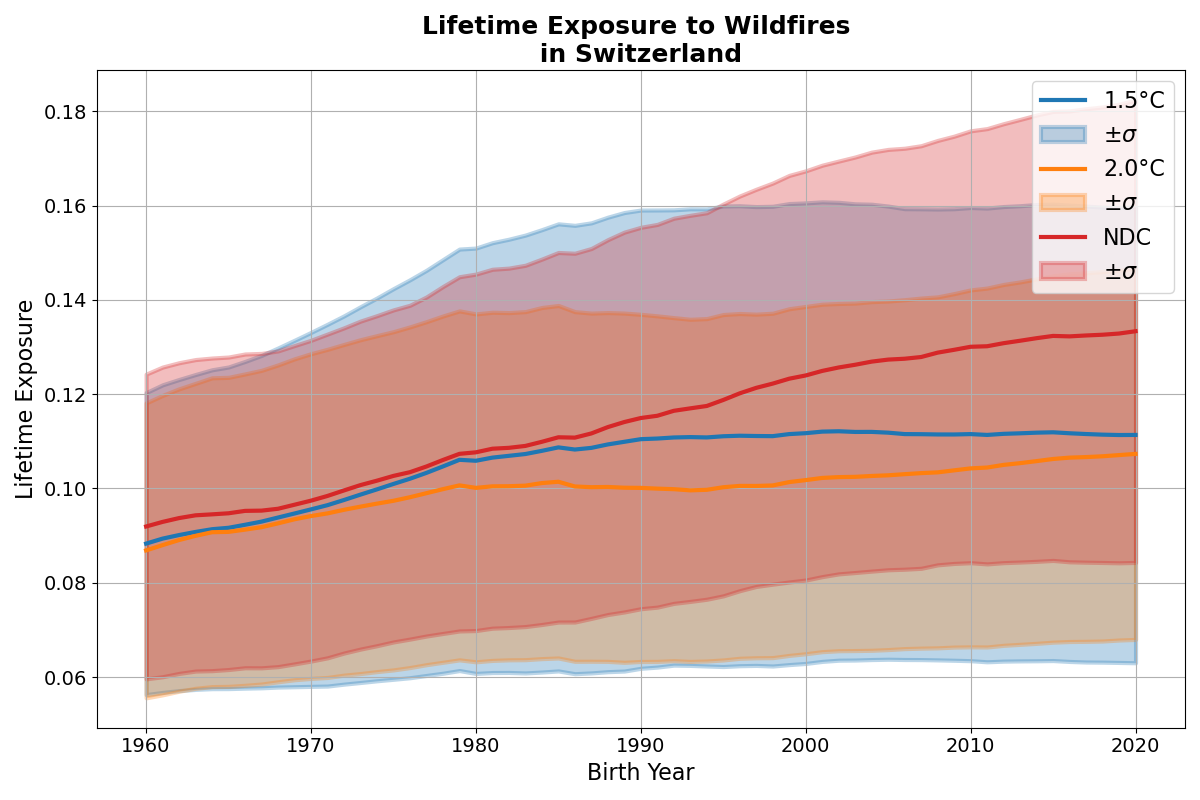 Lifetime Exposure to Wildfires
in Switzerland
1.5°C
±σ
2.0°C
±σ
NDC
±σ
Lifetime Exposure
0.18
0.16
0.14
0.12
0.10
0.08
0.06
1960 1970 1980 1990 2000 2010 2020
Birth Year